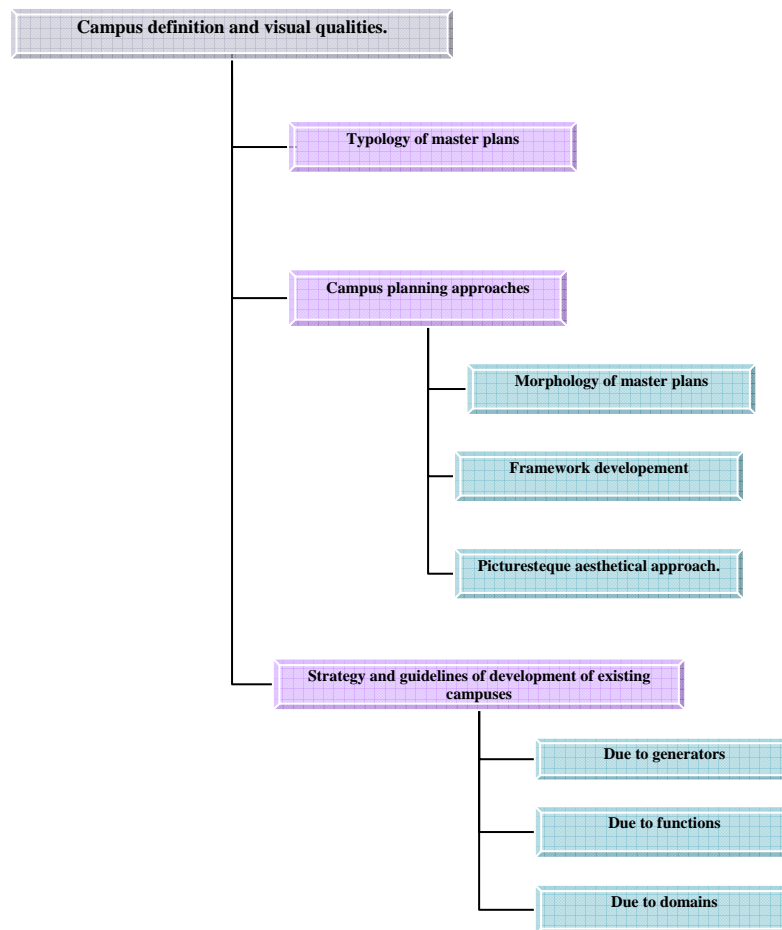 Campus definition and visual qualities.
Typology of master plans
Campus planning approaches
Morphology of master plans
Framework developement
Picturesteque aesthetical approach.
Strategy and guidelines of development of existing
campuses
Due to generators
Due to functions
Due to domains